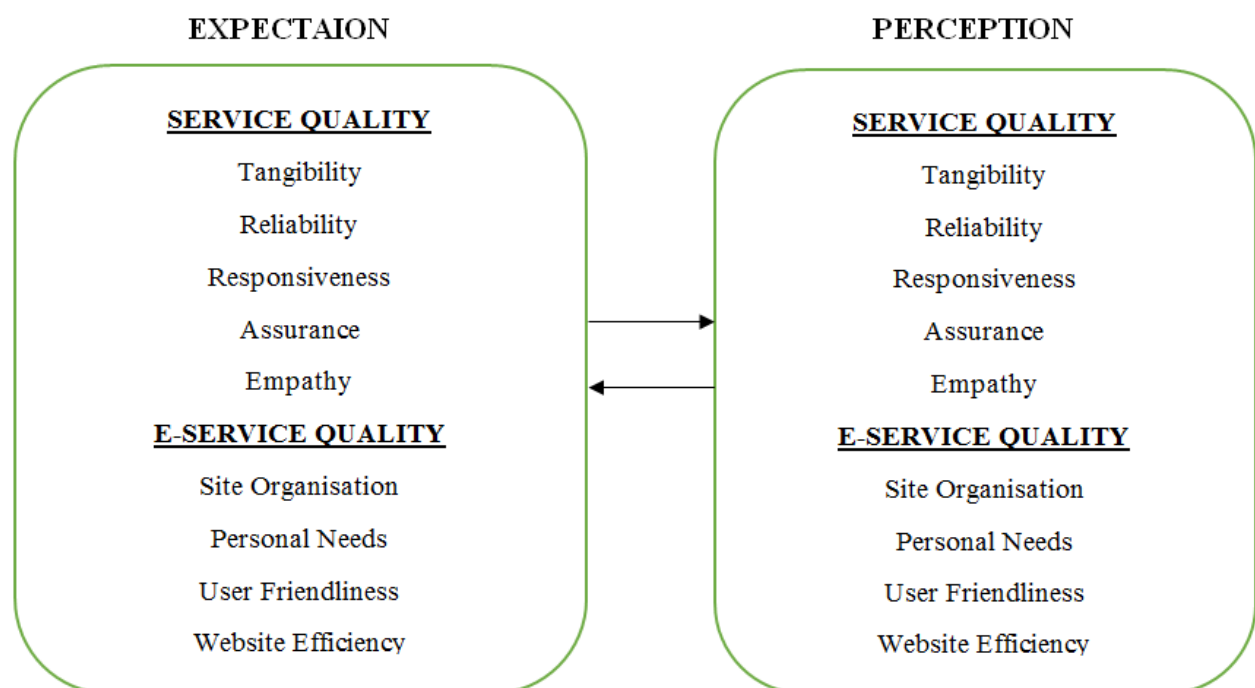 EXPECTAION
SERVICE QUALITY
Tangibility
Reliability
Responsiveness
Assurance
Empathy
E-SERVICE QUALITY
Site Organisation
Personal Needs
User Friendliness
Website Efficiency
PERCEPTION
SERVICE QUALITY
Tangibility
Reliability
Responsiveness
Assurance
Empathy
E-SERVICE QUALITY
Site Organisation
Personal Needs
User Friendliness
Website Efficiency